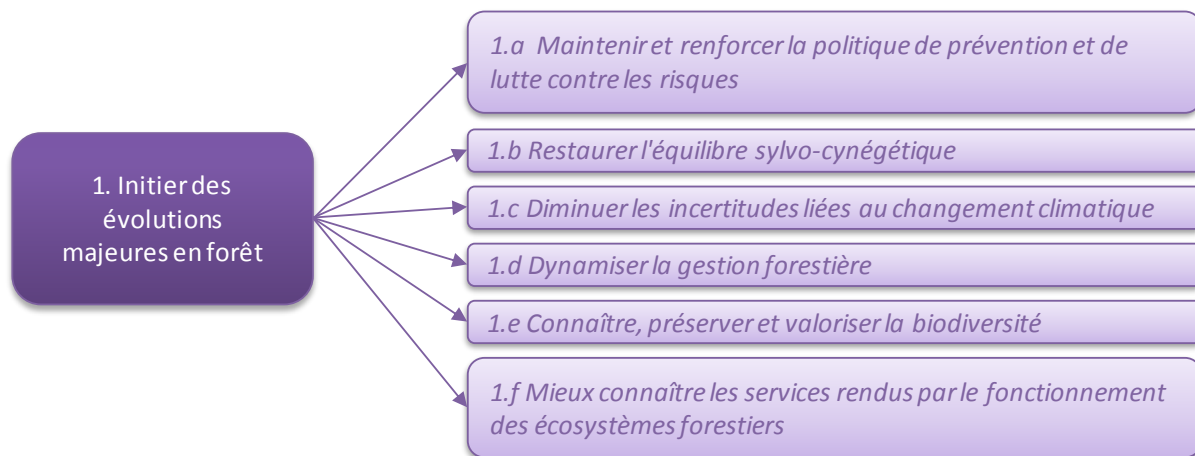 1. Initier des
évolutions
majeures en forêt
1.a Maintenir et renforcer la politique de prévention et de
lutte contre les risques
1.b Restaurer l'équilibre sylvo-cynégétique
1.c Diminuer les incertitudes liées au changement climatique
1.d Dynamiser la gestion forestière
1.e Connaître, préserver et valoriser la biodiversité
1.f Mieux connaître les services rendus par le fonctionnement
des écosystèmes forestiers